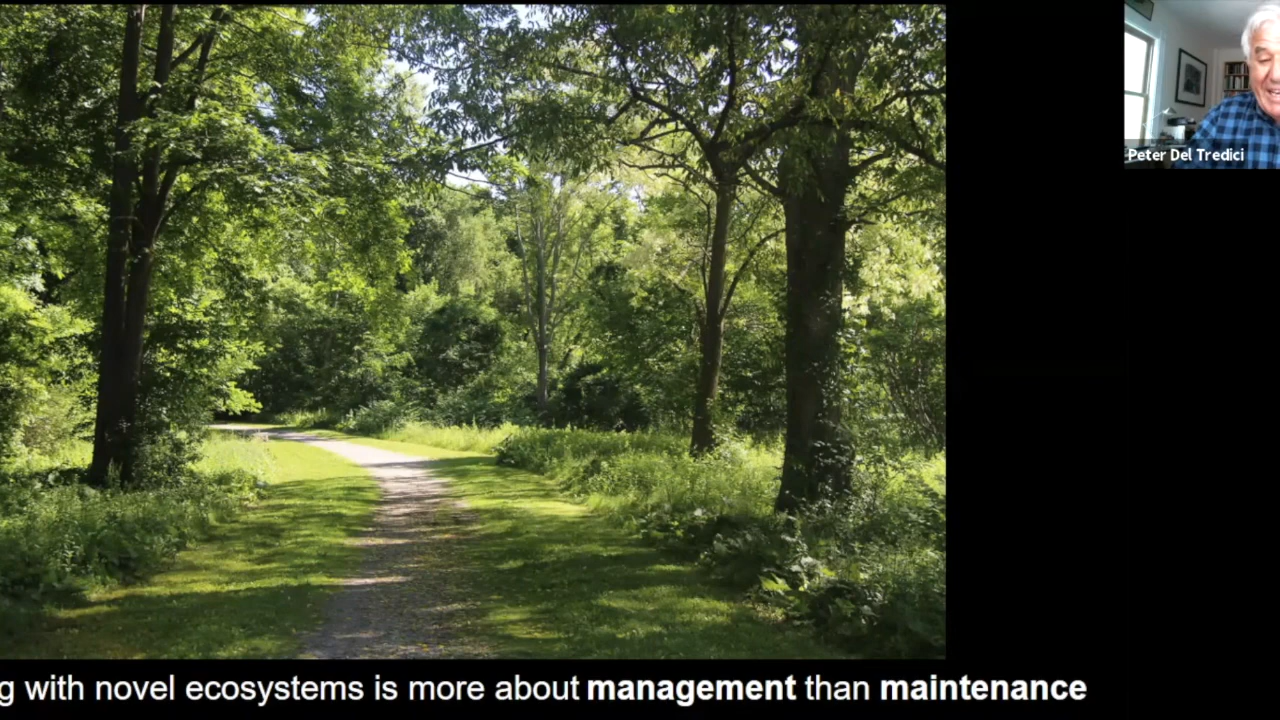 Peter Del Tredici
g with novel ecosystems is more about management than maintenance